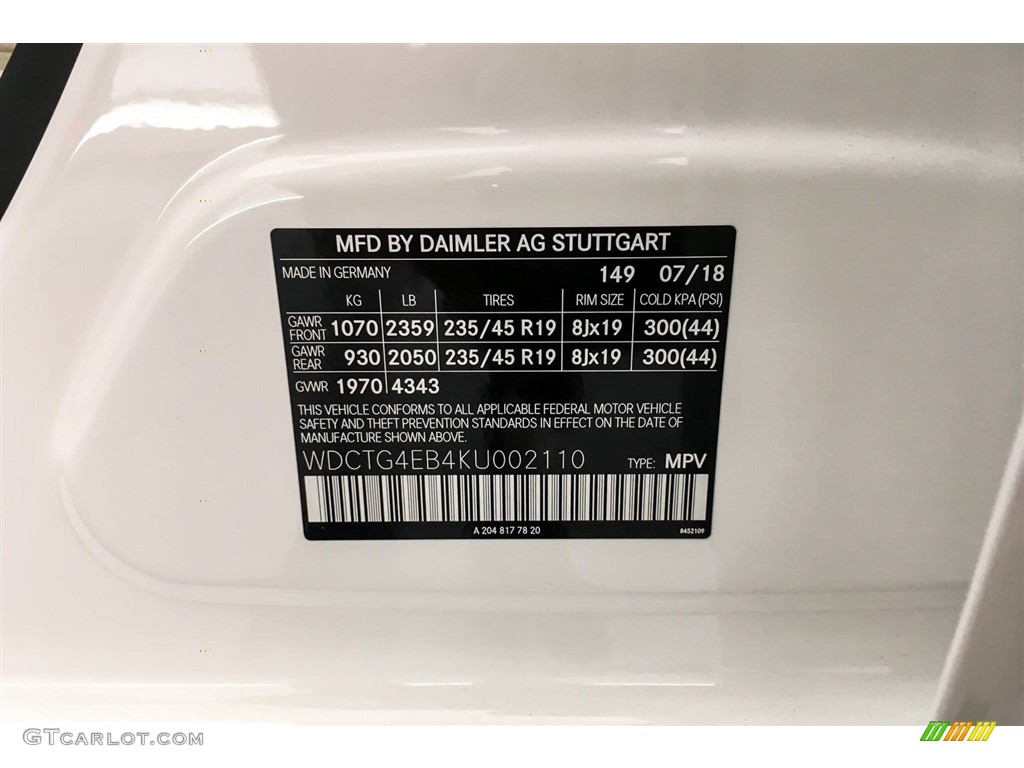 MFD BY DAIMLER AG STUTTGART
MADE IN GERMANY 149 07/18
KG LB TIRES RIM SIZE COLD KPA (PSI)
GAWR FRONT 1070 2359 235/45 R19 8Jx19 300(44)
GAWR REAR 930 2050 235/45 R19 8Jx19 300(44)
GVWR 1970 4343
THIS VEHICLE CONFORMS TO ALL APPLICABLE FEDERAL MOTOR VEHICLE
SAFETY AND THEFT PREVENTION STANDARDS IN EFFECT ON THE DATE OF
MANUFACTURE SHOWN ABOVE.
WDCTG4EB4KU002110 TYPE: MPV
A 204 817 78 20 8452109
GTCARLOT.COM